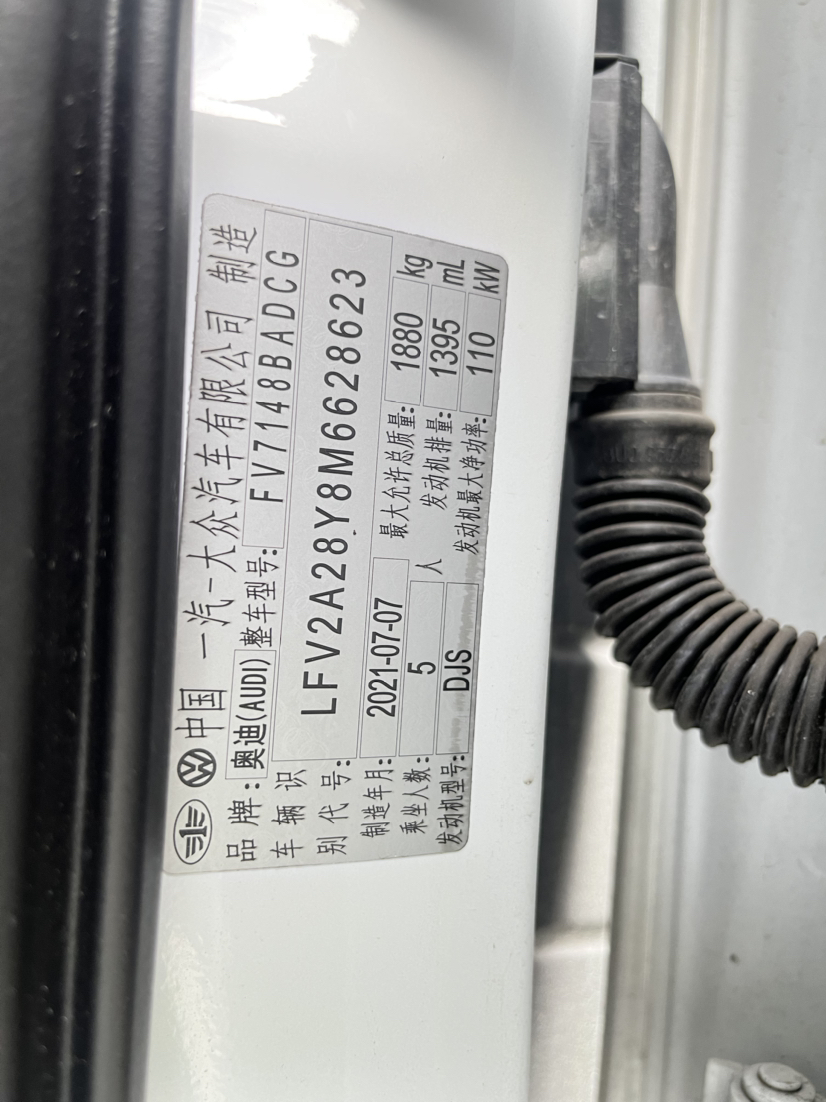 中国 一汽-大众汽车有限公司 制造
品牌: 奥迪(AUDI) 整车型号: FV7148BADCG
车辆识别代号: LFV2A28Y8M6628623
制造年月: 2021-07-07 最大允许总质量: 1880 kg
乘坐人数: 5 人 发动机排量: 1395 mL
发动机型号: DJS 发动机最大净功率: 110 kW